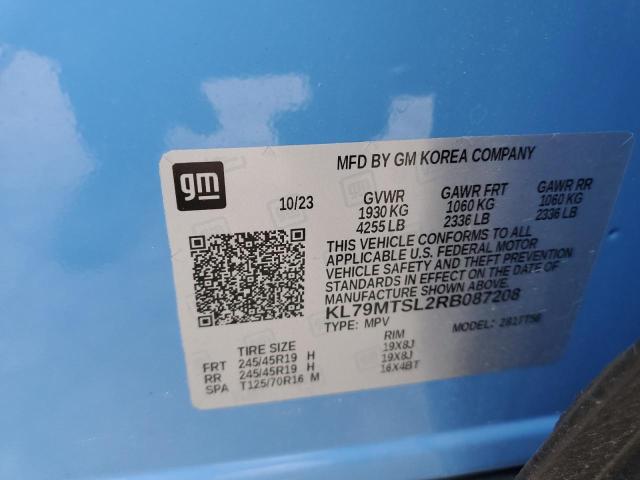 MFD BY GM KOREA COMPANY
gm
10/23
GVWR GAWR FRT GAWR RR
1930 KG 1060 KG 1060 KG
4255 LB 2336 LB 2336 LB
THIS VEHICLE CONFORMS TO ALL
APPLICABLE U.S. FEDERAL MOTOR
VEHICLE SAFETY AND THEFT PREVENTION
STANDARDS IN EFFECT ON THE DATE OF
MANUFACTURE SHOWN ABOVE.
KL79MTSL2RB087208
TYPE: MPV MODEL:
TIRE SIZE RIM
FRT 245/45R19 H 19X8J
RR 245/45R19 H 19X8J
SPA T125/70R16 M 16X4BT